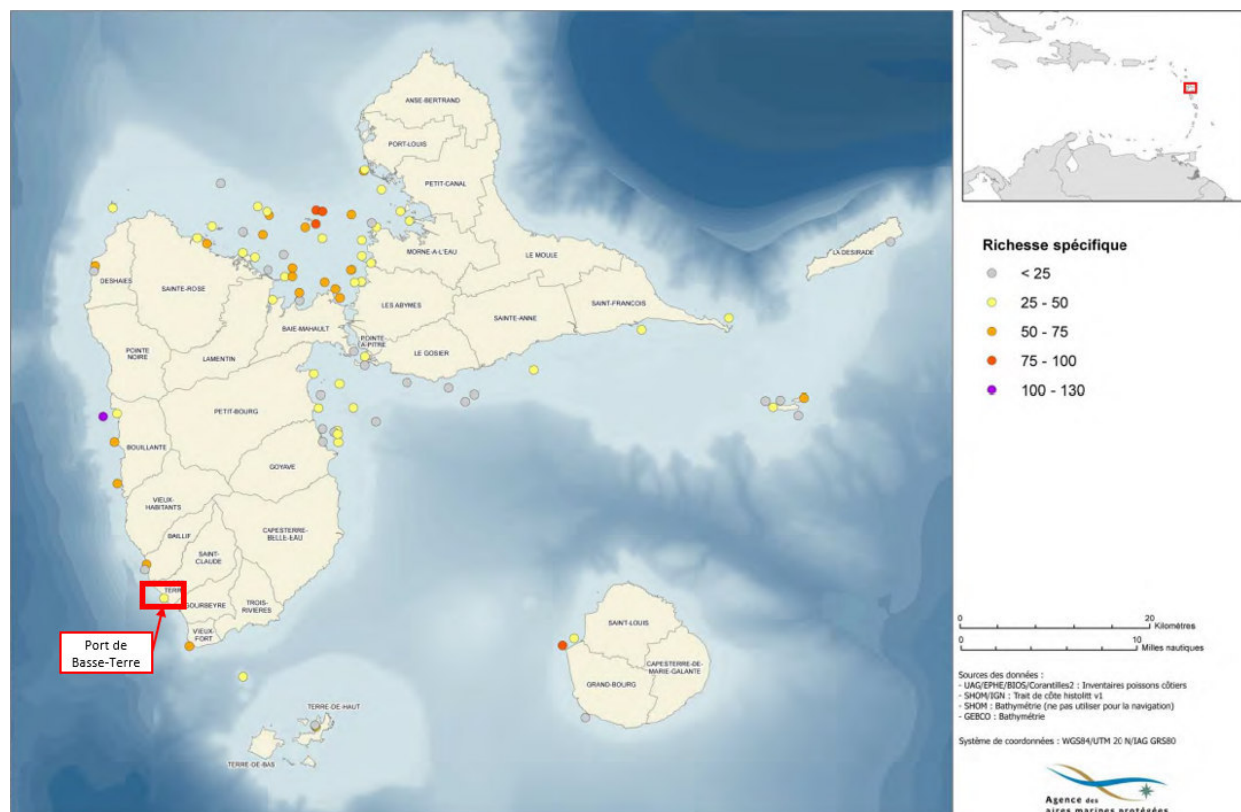 ANSE-BERTRAND
PORT-LOUIS
PETIT-CANAL
MORNE-A-L'EAU
LE MOULE
LA DESIRADE
DESHAIES
SAINTE-ROSE
LES ABYMES
SAINTE-ANNE
SAINT-FRANCOIS
BAIE-MAHAULT
POINTE
A-PITRE
LE GOSIER
POINTE
NOIRE
LAMENTIN
PETIT-BOURG
BOUILLANTE
GOYAVE
VIEUX-
HABITANTS
CAPESTERRE-
BELLE-EAU
BAILLIF
SAINT-
CLAUDE
TERRE
GOURBEYRE
TROIS-
RIVIERES
VIEUX-
FORT
Port de
Basse-Terre
SAINT-LOUIS
CAPESTERRE-DE-
MARIE-GALANTE
GRAND-BOURG
TERRE-DE-HAUT
TERRE-DE-BAS
Richesse spécifique
< 25
25 - 50
50 - 75
75 - 100
100 - 130
0 20
Kilomètres
0 10
Milles nautiques
Sources des données :
- UAG/EPHE/BIOS/Corantilles2 : Inventaires poissons côtiers
- SHOM/IGN : Trait de côte histolitt v1
- SHOM : Bathymétrie (ne pas utiliser pour la navigation)
- GEBCO : Bathymétrie
Système de coordonnées : WGS84/UTM 20 N/IAG GRS80
Agence des
aires marines protégées